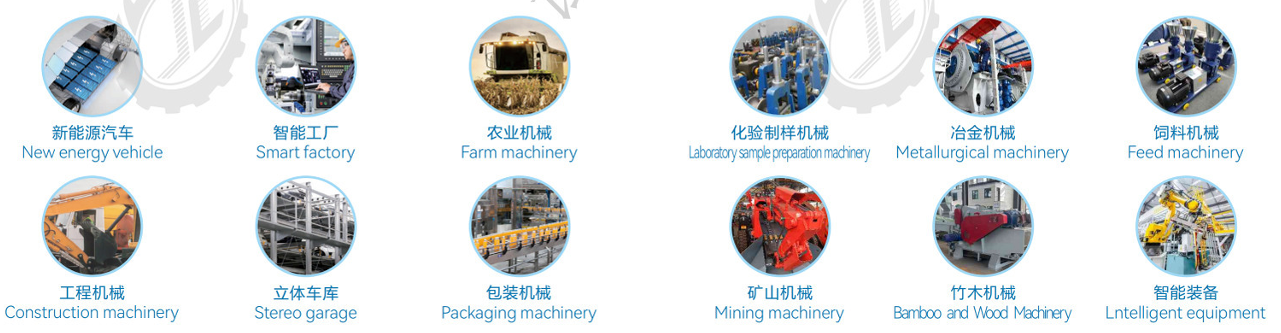 新能源汽车
New energy vehicle
智能工厂
Smart factory
农业机械
Farm machinery
化验制样机械
Laboratory sample preparation machinery
冶金机械
Metallurgical machinery
饲料机械
Feed machinery
工程机械
Construction machinery
立体车库
Stereo garage
包装机械
Packaging machinery
矿山机械
Mining machinery
竹木机械
Bamboo and Wood Machinery
智能装备
Lntelligent equipment